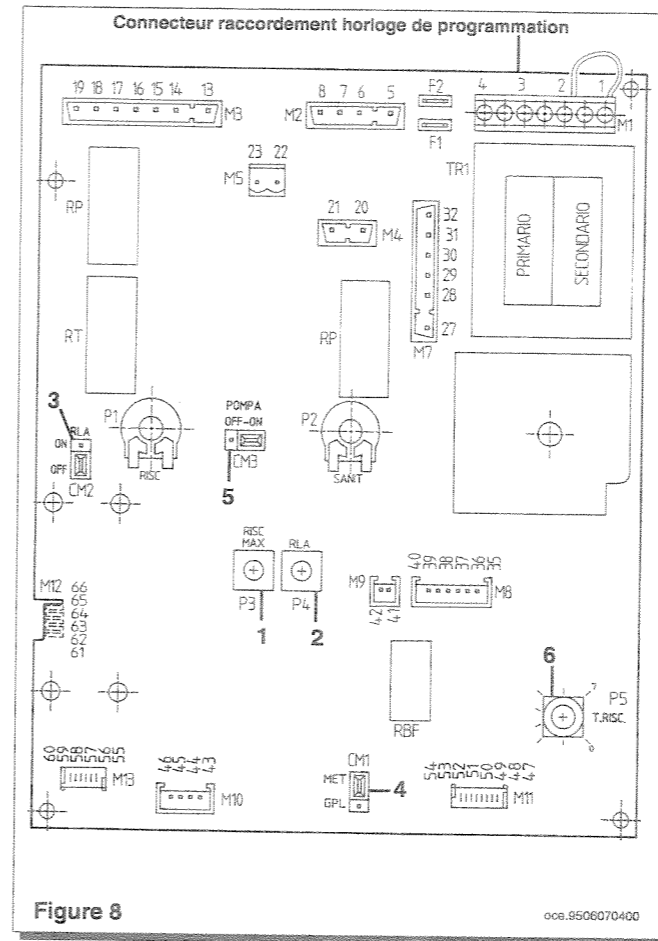 Connecteur raccordement horloge de programmation
19 18 17 16 15 14 13
M3
8 7 6 5
M2
F2
F1
4 3 2 1
M1
23 22
M5
TR1
RP
21 20
M4
32
31
30
29
28
27
M7
PRIMARIO
SECONDARIO
RT
RP
3
RLA
ON
OFF
CM2
P1
RISC
POMPA
OFF-ON
CM3
5
P2
SANIT
RISC
MAX
P3
1
RLA
P4
2
M9
42 41
40 39 38 37 36 35
M8
M12
66
65
64
63
62
61
RBF
6
7
P5
T.RISC.
0
60 59 58 57 56 55
M13
46 45 44 43
M10
CM1
MET
GPL
4
54 53 52 51 50 49 48 47
M11
Figure 8
oce.9506070400